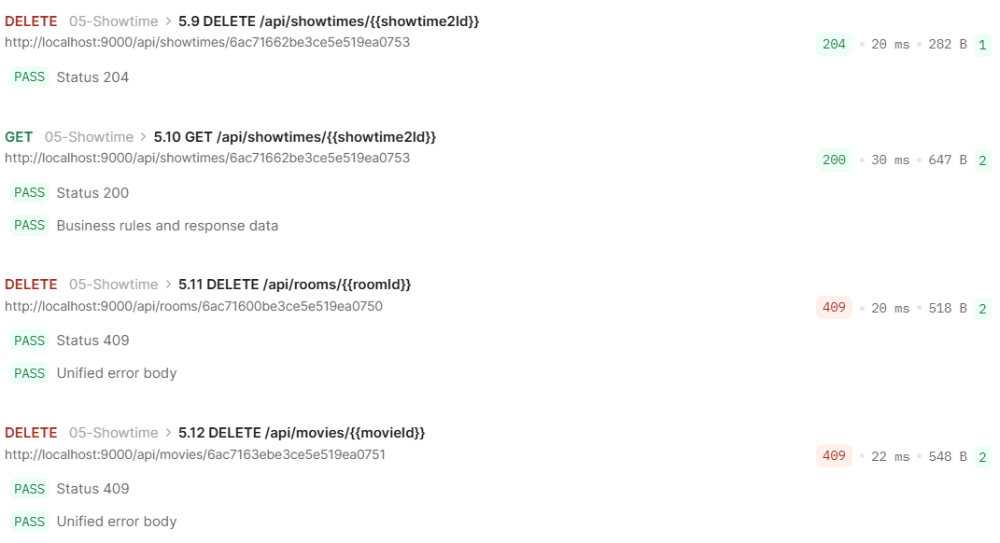 DELETE 05-Showtime > 5.9 DELETE /api/showtimes/{{showtime2Id}}
http://localhost:9000/api/showtimes/6ac71662be3ce5e519ea0753
204 • 20 ms • 282 B 1
PASS Status 204
GET 05-Showtime > 5.10 GET /api/showtimes/{{showtime2Id}}
http://localhost:9000/api/showtimes/6ac71662be3ce5e519ea0753
200 • 30 ms • 647 B 2
PASS Status 200
PASS Business rules and response data
DELETE 05-Showtime > 5.11 DELETE /api/rooms/{{roomId}}
http://localhost:9000/api/rooms/6ac71600be3ce5e519ea0750
409 • 20 ms • 518 B 2
PASS Status 409
PASS Unified error body
DELETE 05-Showtime > 5.12 DELETE /api/movies/{{movieId}}
http://localhost:9000/api/movies/6ac7163ebe3ce5e519ea0751
409 • 22 ms • 548 B 2
PASS Status 409
PASS Unified error body